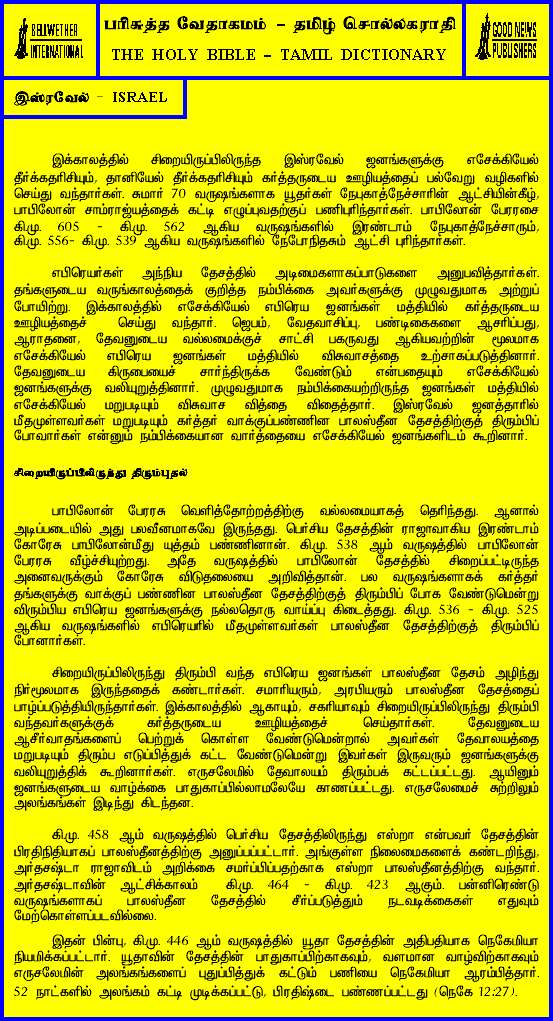 BELLWETHER
INTERNATIONAL
பரிசுத்த வேதாகமம் – தமிழ் சொல்லகராதி
THE HOLY BIBLE – TAMIL DICTIONARY
GOOD NEWS
PUBLISHERS
இஸ்ரவேல் – ISRAEL
இக்காலத்தில் சிறையிருப்பிலிருந்த இஸ்ரவேல் ஜனங்களுக்கு எசேக்கியேல்
தீர்க்கதரிசியும், தானியேல் தீர்க்கதரிசியும் கர்த்தருடைய ஊழியத்தைப் பல்வேறு வழிகளில்
செய்து வந்தார்கள். சுமார் 70 வருஷங்களாக யூதர்கள் நேபுகாத்நேச்சாரின் ஆட்சியின்கீழ்,
பாபிலோன் சாம்ராஜ்யத்தைக் கட்டி எழுப்புவதற்குப் பணிபுரிந்தார்கள். பாபிலோன் பேரரசை
கி.மு. 605 - கி.மு. 562 ஆகிய வருஷங்களில் இரண்டாம் நேபுகாத்நேச்சாரும்,
கி.மு. 556- கி.மு. 539 ஆகிய வருஷங்களில் நேபோநிதசும் ஆட்சி புரிந்தார்கள்.
எபிரெயர்கள் அந்நிய தேசத்தில் அடிமைகளாகப்பாடுகளை அனுபவித்தார்கள்.
தங்களுடைய வருங்காலத்தைக் குறித்த நம்பிக்கை அவர்களுக்கு முழுவதுமாக அற்றுப்
போயிற்று. இக்காலத்தில் எசேக்கியேல் எபிரெய ஜனங்கள் மத்தியில் கர்த்தருடைய
ஊழியத்தைச் செய்து வந்தார். ஜெபம், வேதவாசிப்பு, பண்டிகைகளை ஆசரிப்பது,
ஆராதனை, தேவனுடைய வல்லமைக்குச் சாட்சி பகருவது ஆகியவற்றின் மூலமாக
எசேக்கியேல் எபிரெய ஜனங்கள் மத்தியில் விசுவாசத்தை உற்சாகப்படுத்தினார்.
தேவனுடைய கிருபையைச் சார்ந்திருக்க வேண்டும் என்பதையும் எசேக்கியேல்
ஜனங்களுக்கு வலியுறுத்தினார். முழுவதுமாக நம்பிக்கையற்றிருந்த ஜனங்கள் மத்தியில்
எசேக்கியேல் மறுபடியும் விசுவாச வித்தை விதைத்தார். இஸ்ரவேல் ஜனத்தாரில்
மீதமுள்ளவர்கள் மறுபடியும் கர்த்தர் வாக்குப்பண்ணின பாலஸ்தீன தேசத்திற்குத் திரும்பிப்
போவார்கள் என்னும் நம்பிக்கையான வார்த்தையை எசேக்கியேல் ஜனங்களிடம் கூறினார்.
சிறையிருப்பிலிருந்து திரும்புதல்
பாபிலோன் பேரரசு வெளித்தோற்றத்திற்கு வல்லமையாகத் தெரிந்தது. ஆனால்
அடிப்படையில் அது பலவீனமாகவே இருந்தது. பெர்சிய தேசத்தின் ராஜாவாகிய இரண்டாம்
கோரேசு பாபிலோன்மீது யுத்தம் பண்ணினான். கி.மு. 538 ஆம் வருஷத்தில் பாபிலோன்
பேரரசு வீழ்ச்சியுற்றது. அதே வருஷத்தில் பாபிலோன் தேசத்தில் சிறைப்பட்டிருந்த
அனைவருக்கும் கோரேசு விடுதலையை அறிவித்தான். பல வருஷங்களாகக் கர்த்தர்
தங்களுக்கு வாக்குப் பண்ணின பாலஸ்தீன தேசத்திற்குத் திரும்பிப் போக வேண்டுமென்று
விரும்பிய எபிரெய ஜனங்களுக்கு நல்லதொரு வாய்ப்பு கிடைத்தது. கி.மு. 536 - கி.மு. 525
ஆகிய வருஷங்களில் எபிரெயரில் மீதமுள்ளவர்கள் பாலஸ்தீன தேசத்திற்குத் திரும்பிப்
போனார்கள்.
சிறையிருப்பிலிருந்து திரும்பி வந்த எபிரெய ஜனங்கள் பாலஸ்தீன தேசம் அழிந்து
நிர்மூலமாக இருந்ததைக் கண்டார்கள். சமாரியரும், அரபியரும் பாலஸ்தீன தேசத்தைப்
பாழ்ப்படுத்தியிருந்தார்கள். இக்காலத்தில் ஆகாயும், சகரியாவும் சிறையிருப்பிலிருந்து திரும்பி
வந்தவர்களுக்குக் கர்த்தருடைய ஊழியத்தைச் செய்தார்கள். தேவனுடைய
ஆசீர்வாதங்களைப் பெற்றுக் கொள்ள வேண்டுமென்றால் அவர்கள் தேவாலயத்தை
மறுபடியும் திரும்ப எடுப்பித்துக் கட்ட வேண்டுமென்று இவர்கள் இருவரும் ஜனங்களுக்கு
வலியுறுத்திக் கூறினார்கள். எருசலேமில் தேவாலயம் திரும்பக் கட்டப்பட்டது. ஆயினும்
ஜனங்களுடைய வாழ்க்கை பாதுகாப்பில்லாமலேயே காணப்பட்டது. எருசலேமைச் சுற்றிலும்
அலங்கங்கள் இடிந்து கிடந்தன.
கி.மு. 458 ஆம் வருஷத்தில் பெர்சிய தேசத்திலிருந்து எஸ்றா என்பவர் தேசத்தின்
பிரதிநிதியாகப் பாலஸ்தீனத்திற்கு அனுப்பப்பட்டார். அங்குள்ள நிலைமைகளைக் கண்டறிந்து,
அர்தசஷ்டா ராஜாவிடம் அறிக்கை சமர்ப்பிப்பதற்காக எஸ்றா பாலஸ்தீனத்திற்கு வந்தார்.
அர்தசஷ்டாவின் ஆட்சிக்காலம் கி.மு. 464 - கி.மு. 423 ஆகும். பன்னிரெண்டு
வருஷங்களாகப் பாலஸ்தீன தேசத்தில் சீர்ப்படுத்தும் நடவடிக்கைகள் எதுவும்
மேற்கொள்ளப்படவில்லை.
இதன் பின்பு, கி.மு. 446 ஆம் வருஷத்தில் யூதா தேசத்தின் அதிபதியாக நெகேமியா
நியமிக்கப்பட்டார். யூதாவின் தேசத்தின் பாதுகாப்பிற்காகவும், வளமான வாழ்விற்காகவும்
எருசலேமின் அலங்கங்களைப் புதுப்பித்துக் கட்டும் பணியை நெகேமியா ஆரம்பித்தார்.
52 நாட்களில் அலங்கம் கட்டி முடிக்கப்பட்டு, பிரதிஷ்டை பண்ணப்பட்டது (நெகே 12:27).